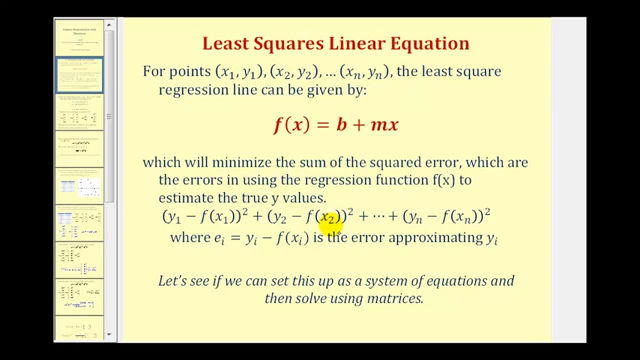 Least Squares Linear Equation
For points (x₁, y₁), (x₂, y₂), … (xₙ, yₙ), the least square
regression line can be given by:
f(x) = b + mx
which will minimize the sum of the squared error, which are
the errors in using the regression function f(x) to
estimate the true y values.
(y₁ − f(x₁))² + (y₂ − f(x₂))² + ⋯ + (yₙ − f(xₙ))²
where eᵢ = yᵢ − f(xᵢ) is the error approximating yᵢ
Let's see if we can set this up as a system of equations and
then solve using matrices.